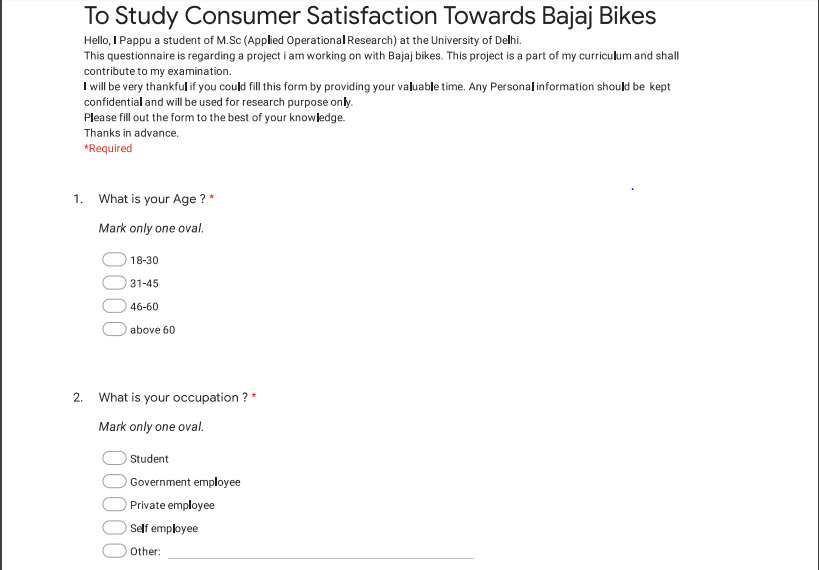 To Study Consumer Satisfaction Towards Bajaj Bikes
Hello, I Pappu a student of M.Sc (Applied Operational Research) at the University of Delhi.
This questionnaire is regarding a project i am working on with Bajaj bikes. This project is a part of my curriculum and shall
contribute to my examination.
I will be very thankful if you could fill this form by providing your valuable time. Any Personal information should be kept
confidential and will be used for research purpose only.
Please fill out the form to the best of your knowledge.
Thanks in advance.
*Required
1. What is your Age ? *
Mark only one oval.
18-30
31-45
46-60
above 60
2. What is your occupation ? *
Mark only one oval.
Student
Government employee
Private employee
Self employee
Other: